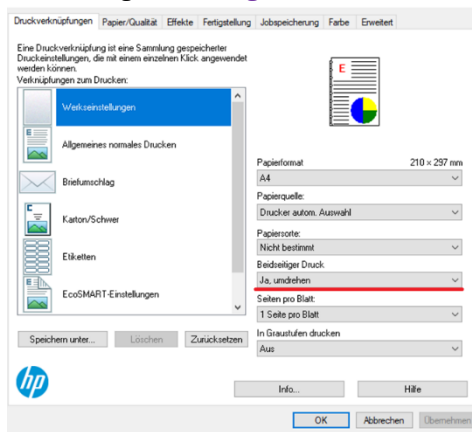 Druckverknüpfungen Papier/Qualität Effekte Fertigstellung Jobspeicherung Farbe Erweitert
Eine Druckverknüpfung ist eine Sammlung gespeicherter
Druckeinstellungen, die mit einem einzelnen Klick angewendet
werden können.
Verknüpfungen zum Drucken:
Werkseinstellungen
E
Allgemeines normales Drucken
Briefumschlag
C
Karton/Schwer
Etiketten
E
EcoSMART-Einstellungen
Speichern unter... Löschen Zurücksetzen
E
Papierformat 210 × 297 mm
A4
Papierquelle:
Drucker autom. Auswahl
Papiersorte:
Nicht bestimmt
Beidseitiger Druck
Ja, umdrehen
Seiten pro Blatt:
1 Seite pro Blatt
In Graustufen drucken
Aus
hp
Info... Hilfe
OK Abbrechen Übernehmen